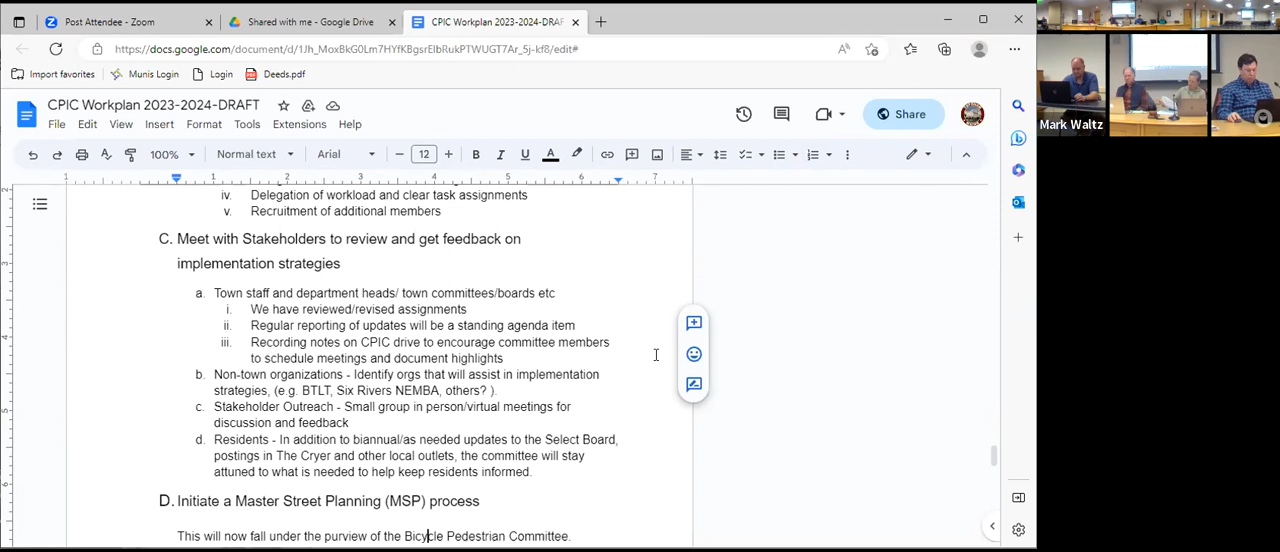 Post Attendee - Zoom
Shared with me - Google Drive
CPIC Workplan 2023-2024-DRAF
https://docs.google.com/document/d/1Jh_MoxBkG0Lm7HYfKBgsrElbRukPTWUGT7Ar_5j-kf8/edit#
Import favorites
Munis Login
Login
Deeds.pdf
CPIC Workplan 2023-2024-DRAFT
File Edit View Insert Format Tools Extensions Help
Share
100% Normal text Arial 12 B I U A
1 1 2 3 4 5 6 7
iv. Delegation of workload and clear task assignments
v. Recruitment of additional members
C. Meet with Stakeholders to review and get feedback on
implementation strategies
a. Town staff and department heads/ town committees/boards etc
i. We have reviewed/revised assignments
ii. Regular reporting of updates will be a standing agenda item
iii. Recording notes on CPIC drive to encourage committee members
to schedule meetings and document highlights
b. Non-town organizations - Identify orgs that will assist in implementation
strategies, (e.g. BTLT, Six Rivers NEMBA, others? ).
c. Stakeholder Outreach - Small group in person/virtual meetings for
discussion and feedback
d. Residents - In addition to biannual/as needed updates to the Select Board,
postings in The Cryer and other local outlets, the committee will stay
attuned to what is needed to help keep residents informed.
D. Initiate a Master Street Planning (MSP) process
This will now fall under the purview of the Bicycle Pedestrian Committee.
Mark Waltz